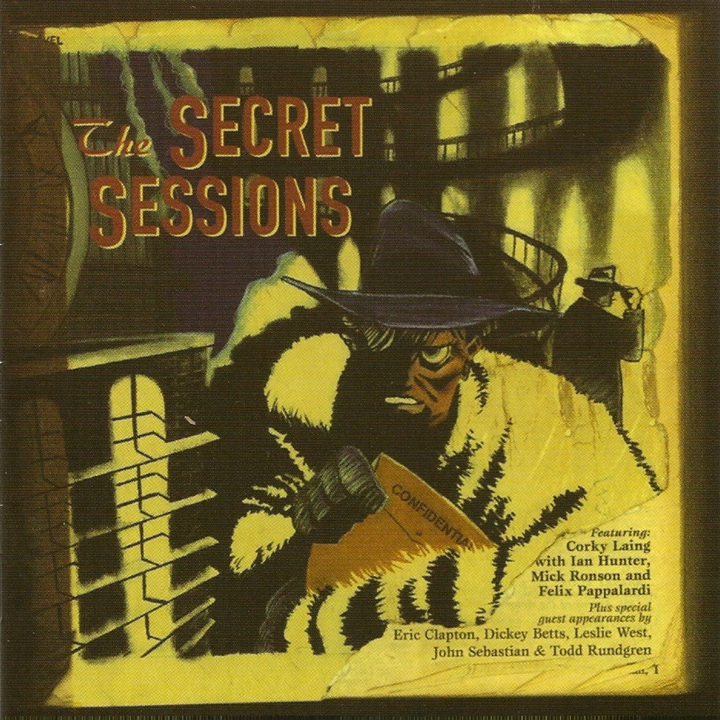 The SECRET
SESSIONS
CONFIDENTIA
Featuring:
Corky Laing
with Ian Hunter,
Mick Ronson and
Felix Pappalardi
Plus special
guest appearances by
Eric Clapton, Dickey Betts, Leslie West,
John Sebastian & Todd Rundgren